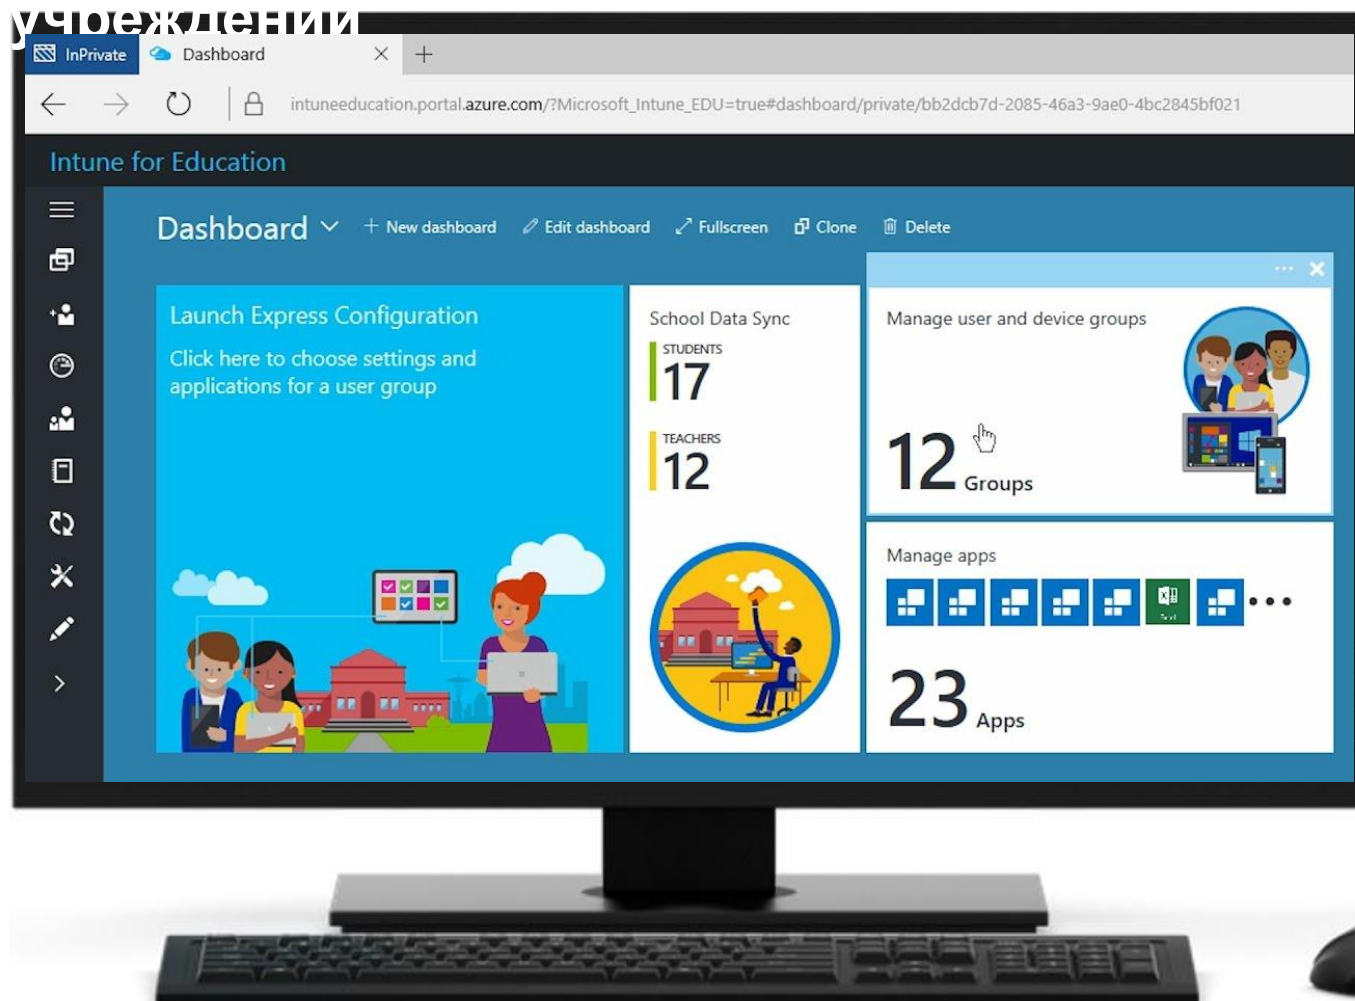 учреждений
InPrivate
Dashboard
intuneeducation.portal.azure.com/?Microsoft_Intune_EDU=true#dashboard/private/bb2dcb7d-2085-46a3-9ae0-4bc2845bf021
Intune for Education
Dashboard
New dashboard
Edit dashboard
Fullscreen
Clone
Delete
Launch Express Configuration
Click here to choose settings and
applications for a user group
School Data Sync
STUDENTS
17
TEACHERS
12
Manage user and device groups
12 Groups
Manage apps
23 Apps